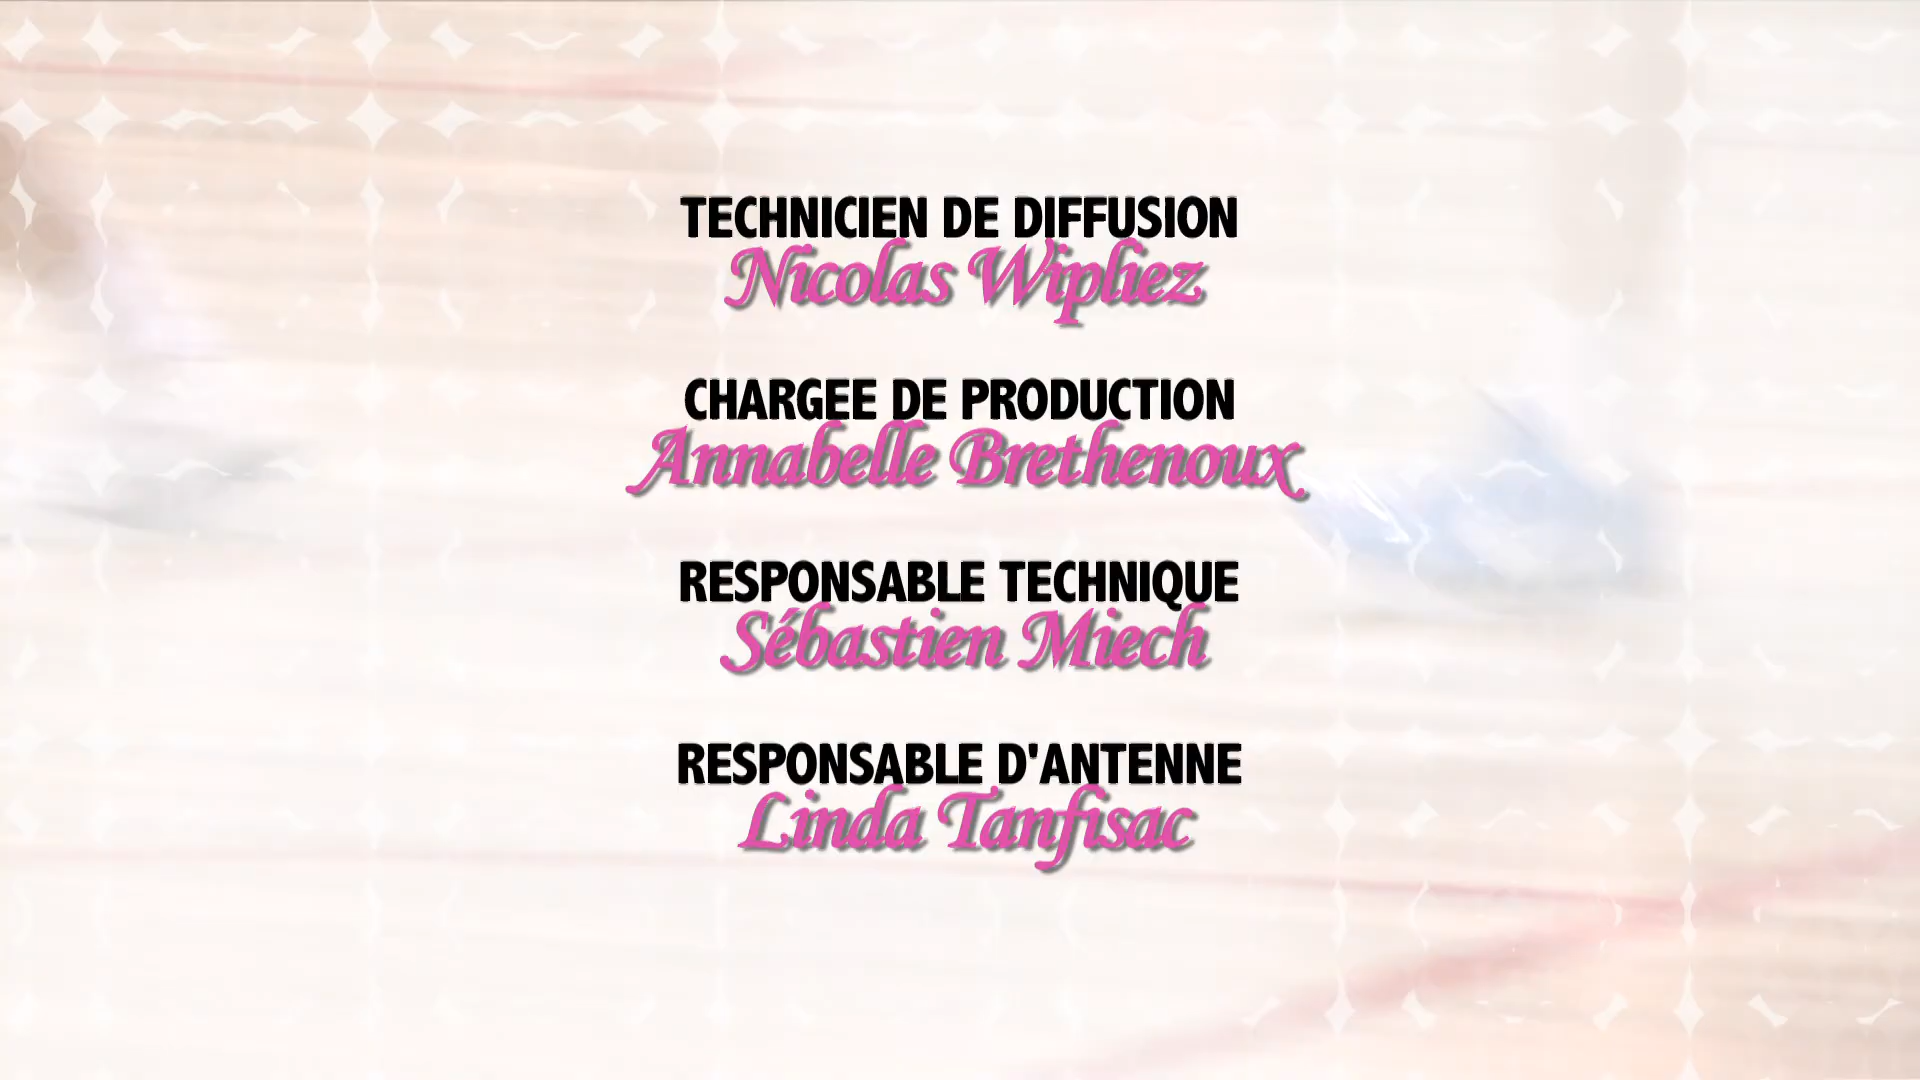 TECHNICIEN DE DIFFUSION
Nicolas Wipliez
CHARGEE DE PRODUCTION
Annabelle Brethenoux
RESPONSABLE TECHNIQUE
Sébastien Miech
RESPONSABLE D'ANTENNE
Linda Tanfisac